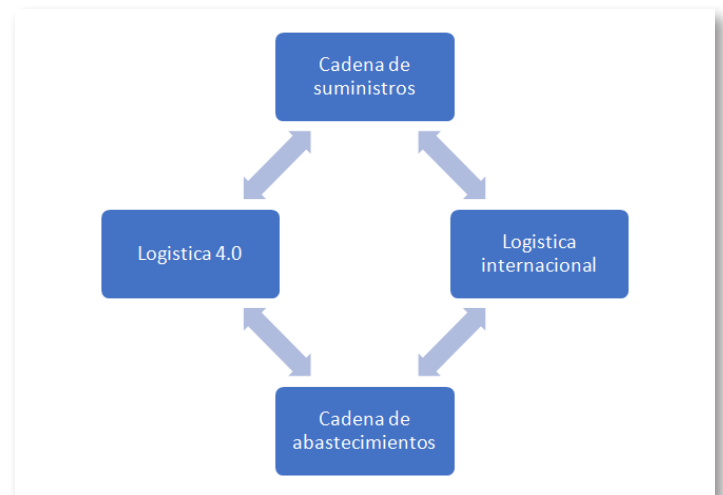 Cadena de
suministros
Logistica 4.0
Logistica
internacional
Cadena de
abastecimientos